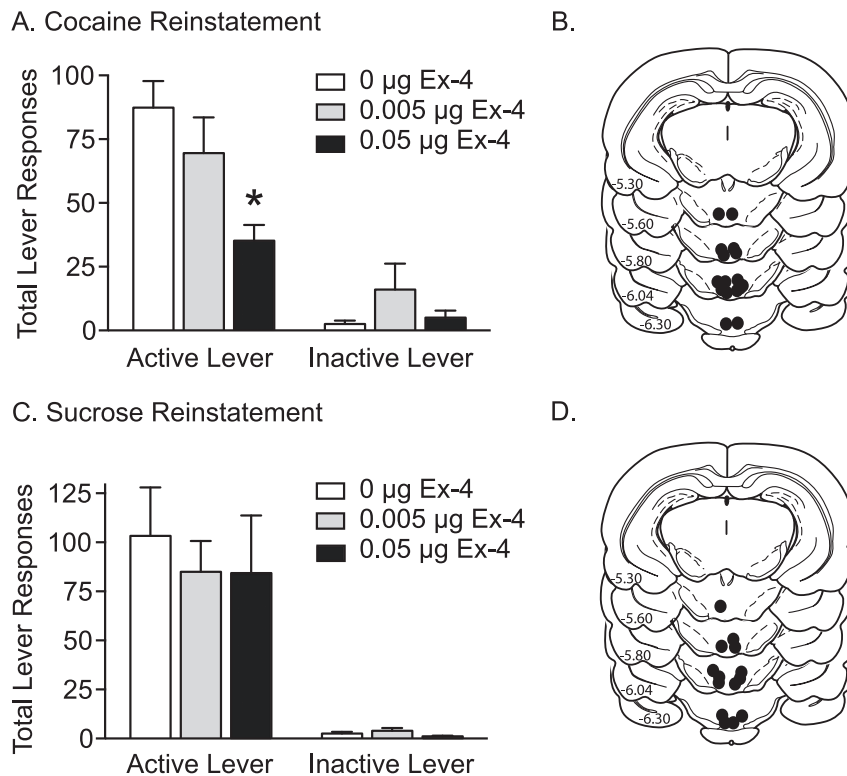 A. Cocaine Reinstatement
Total Lever Responses
100
75
50
25
0
0 µg Ex-4
0.005 µg Ex-4
0.05 µg Ex-4
*
Active Lever
Inactive Lever
B.
-5.30
-5.60
-5.80
-6.04
-6.30
C. Sucrose Reinstatement
Total Lever Responses
125
100
75
50
25
0
0 µg Ex-4
0.005 µg Ex-4
0.05 µg Ex-4
Active Lever
Inactive Lever
D.
-5.30
-5.60
-5.80
-6.04
-6.30